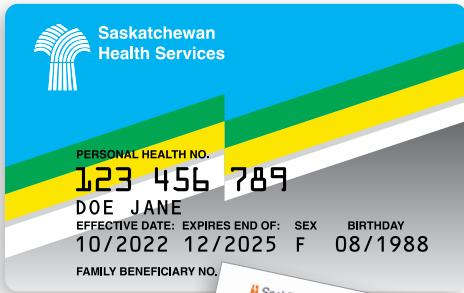 Saskatchewan
Health Services
PERSONAL HEALTH NO.
123 456 789
DOE JANE
EFFECTIVE DATE: EXPIRES END OF: SEX BIRTHDAY
10/2022 12/2025 F 08/1988
FAMILY BENEFICIARY NO.